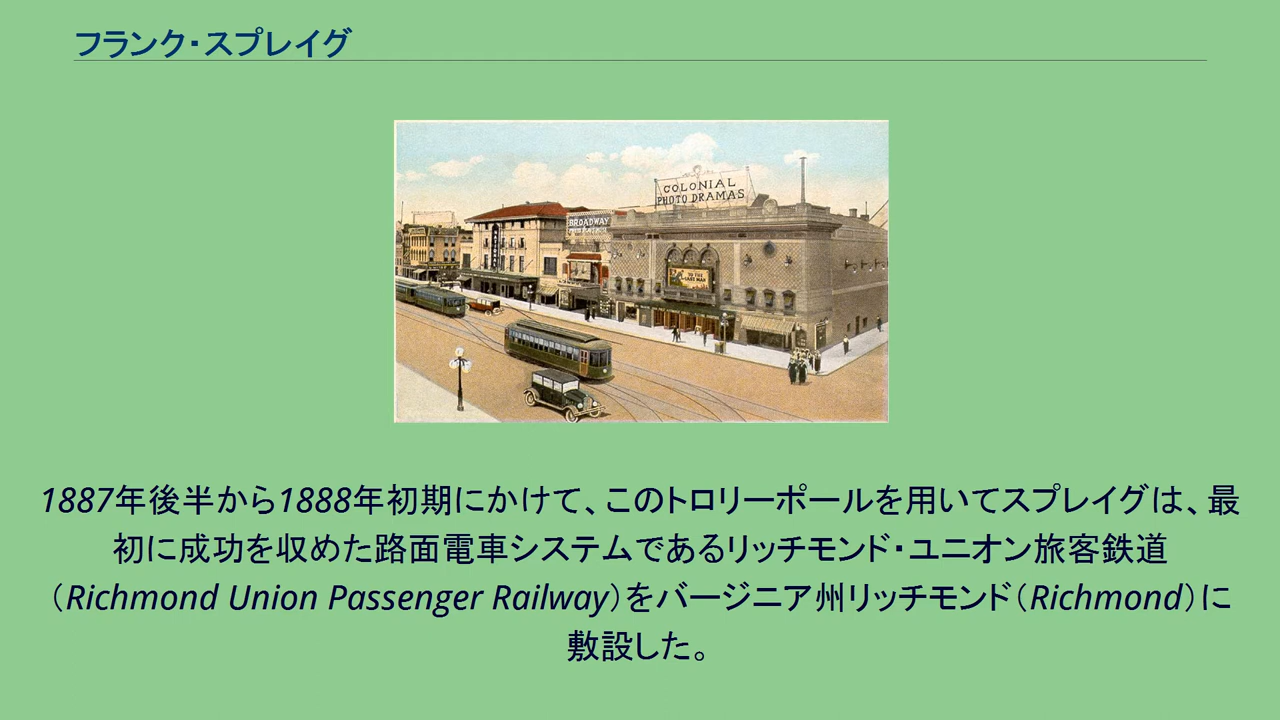 フランク・スプレイグ
COLONIAL
PHOTO DRAMAS
BROADWAY
TO THE
LAST MAN
1887年後半から1888年初期にかけて、このトロリーポールを用いてスプレイグは、最
初に成功を収めた路面電車システムであるリッチモンド・ユニオン旅客鉄道
（Richmond Union Passenger Railway）をバージニア州リッチモンド（Richmond）に
敷設した。